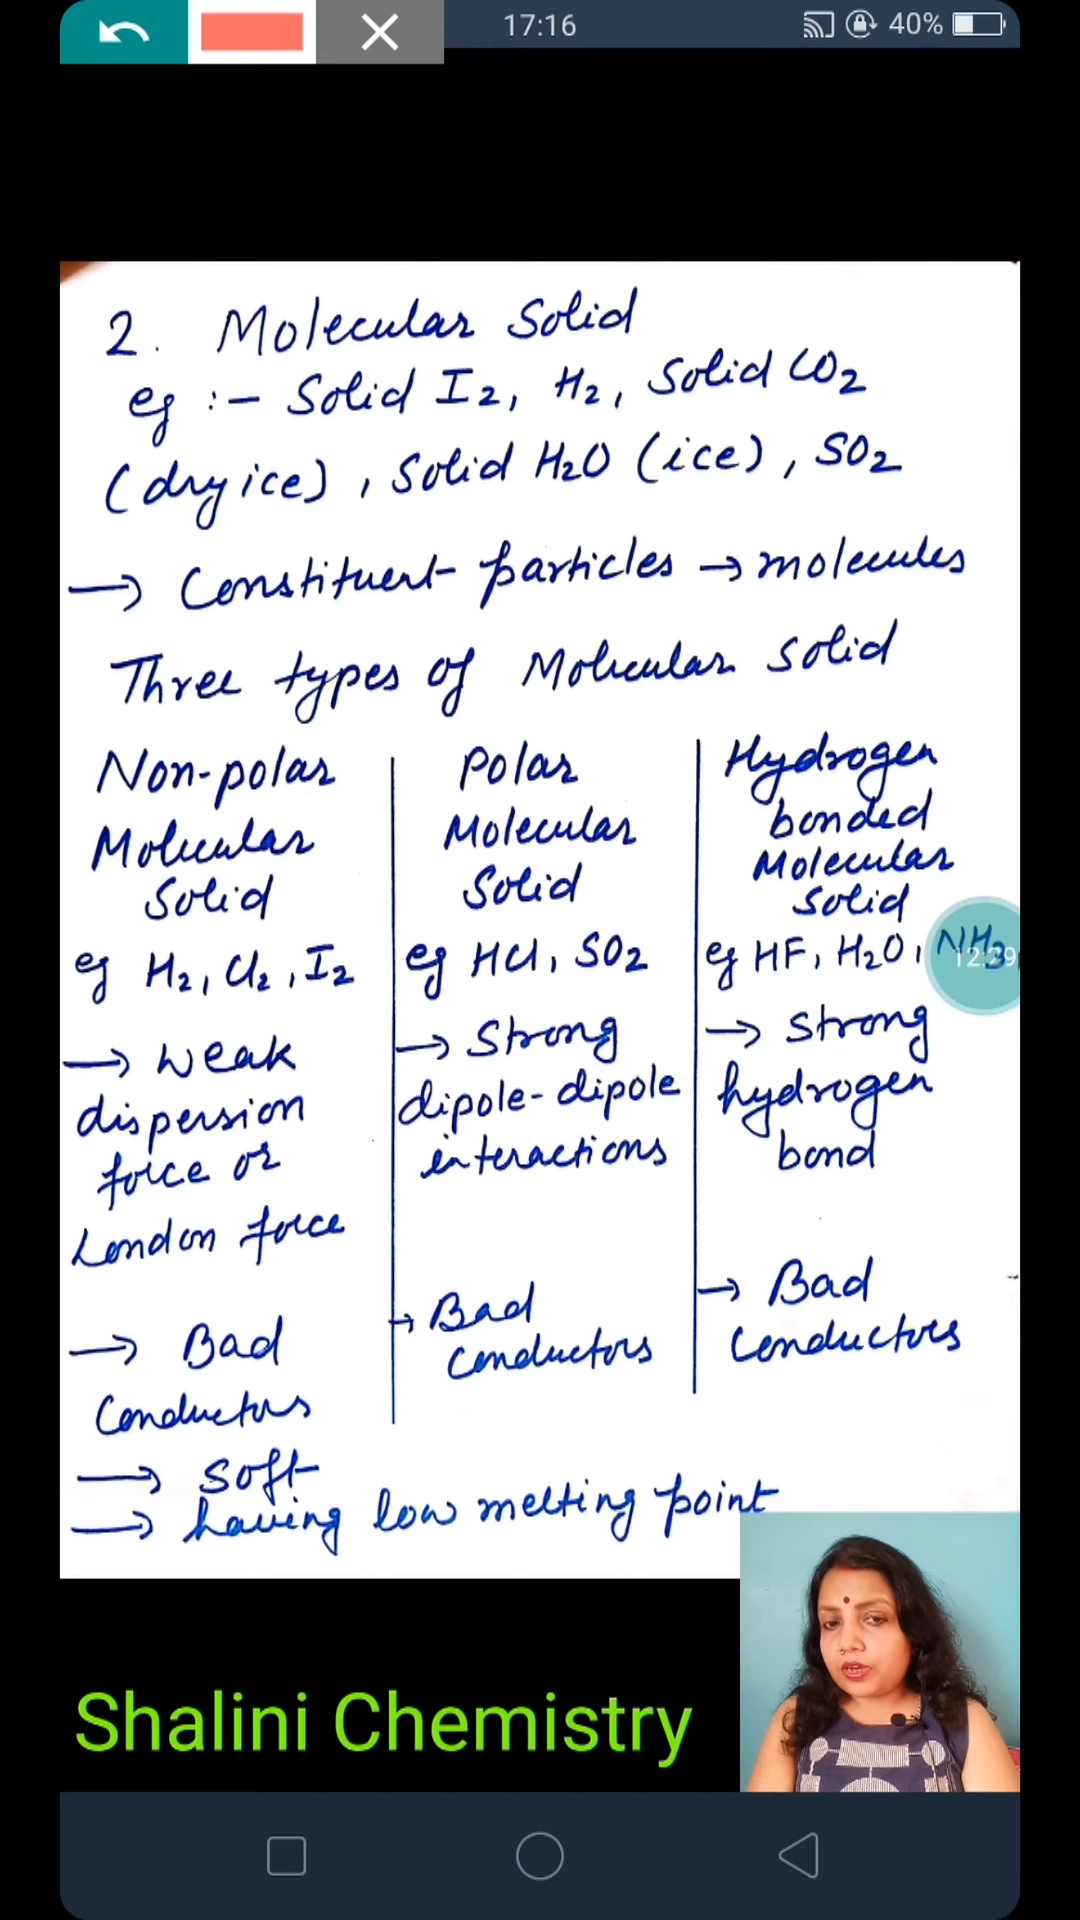 17:16
40%
2. Molecular Solid
eg :- Solid I2, H2, Solid CO2
(dry ice), Solid H2O (ice), SO2
→ Constituent particles → molecules
Three types of Molecular Solid
Non-polar
Molecular
Solid
eg H2, Cl2, I2
→ Weak
dispersion
force or
London force
→ Bad
Conductors
→ Soft
→ having low melting point
Polar
Molecular
Solid
eg HCl, SO2
→ Strong
dipole-dipole
interactions
→ Bad
Conductors
Hydrogen
bonded
Molecular
Solid
eg HF, H2O, NH3
12:29
→ Strong
hydrogen
bond
→ Bad
Conductors
Shalini Chemistry